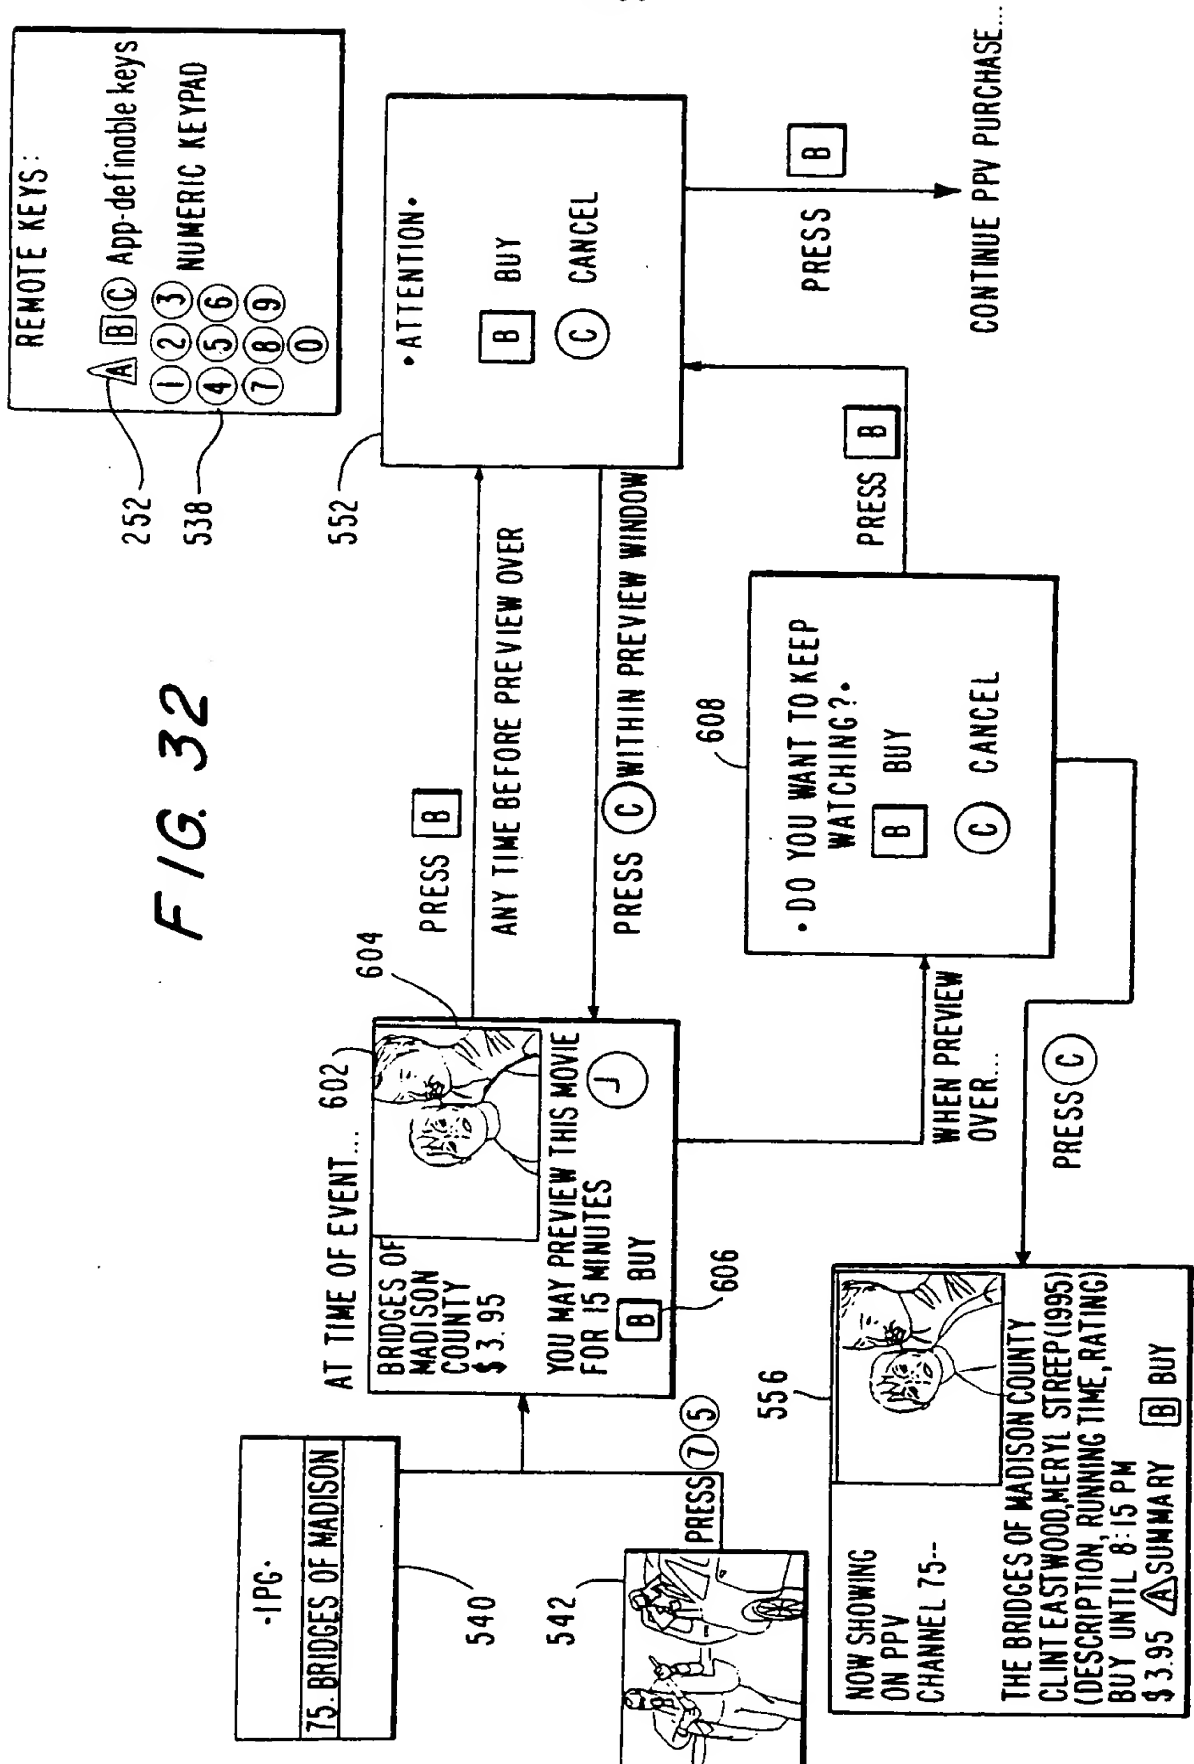 FIG. 32
REMOTE KEYS:
A B C App-definable keys
1 2 3 NUMERIC KEYPAD
4 5 6
7 8 9
0
252
538
-IPG-
75. BRIDGES OF MADISON
540
542
PRESS 7 5
AT TIME OF EVENT... 602
BRIDGES OF
MADISON
COUNTY
$3.95
604
YOU MAY PREVIEW THIS MOVIE
FOR 15 MINUTES
B BUY
606
PRESS B
ANY TIME BEFORE PREVIEW OVER
PRESS C WITHIN PREVIEW WINDOW
552
•ATTENTION•
B BUY
C CANCEL
PRESS B
CONTINUE PPV PURCHASE...
WHEN PREVIEW
OVER...
608
•DO YOU WANT TO KEEP
WATCHING?•
B BUY
C CANCEL
PRESS B
PRESS C
556
NOW SHOWING
ON PPV
CHANNEL 75--
THE BRIDGES OF MADISON COUNTY
CLINT EASTWOOD,MERYL STREEP(1995)
(DESCRIPTION, RUNNING TIME, RATING)
BUY UNTIL 8:15 PM
$3.95 A SUMMARY B BUY